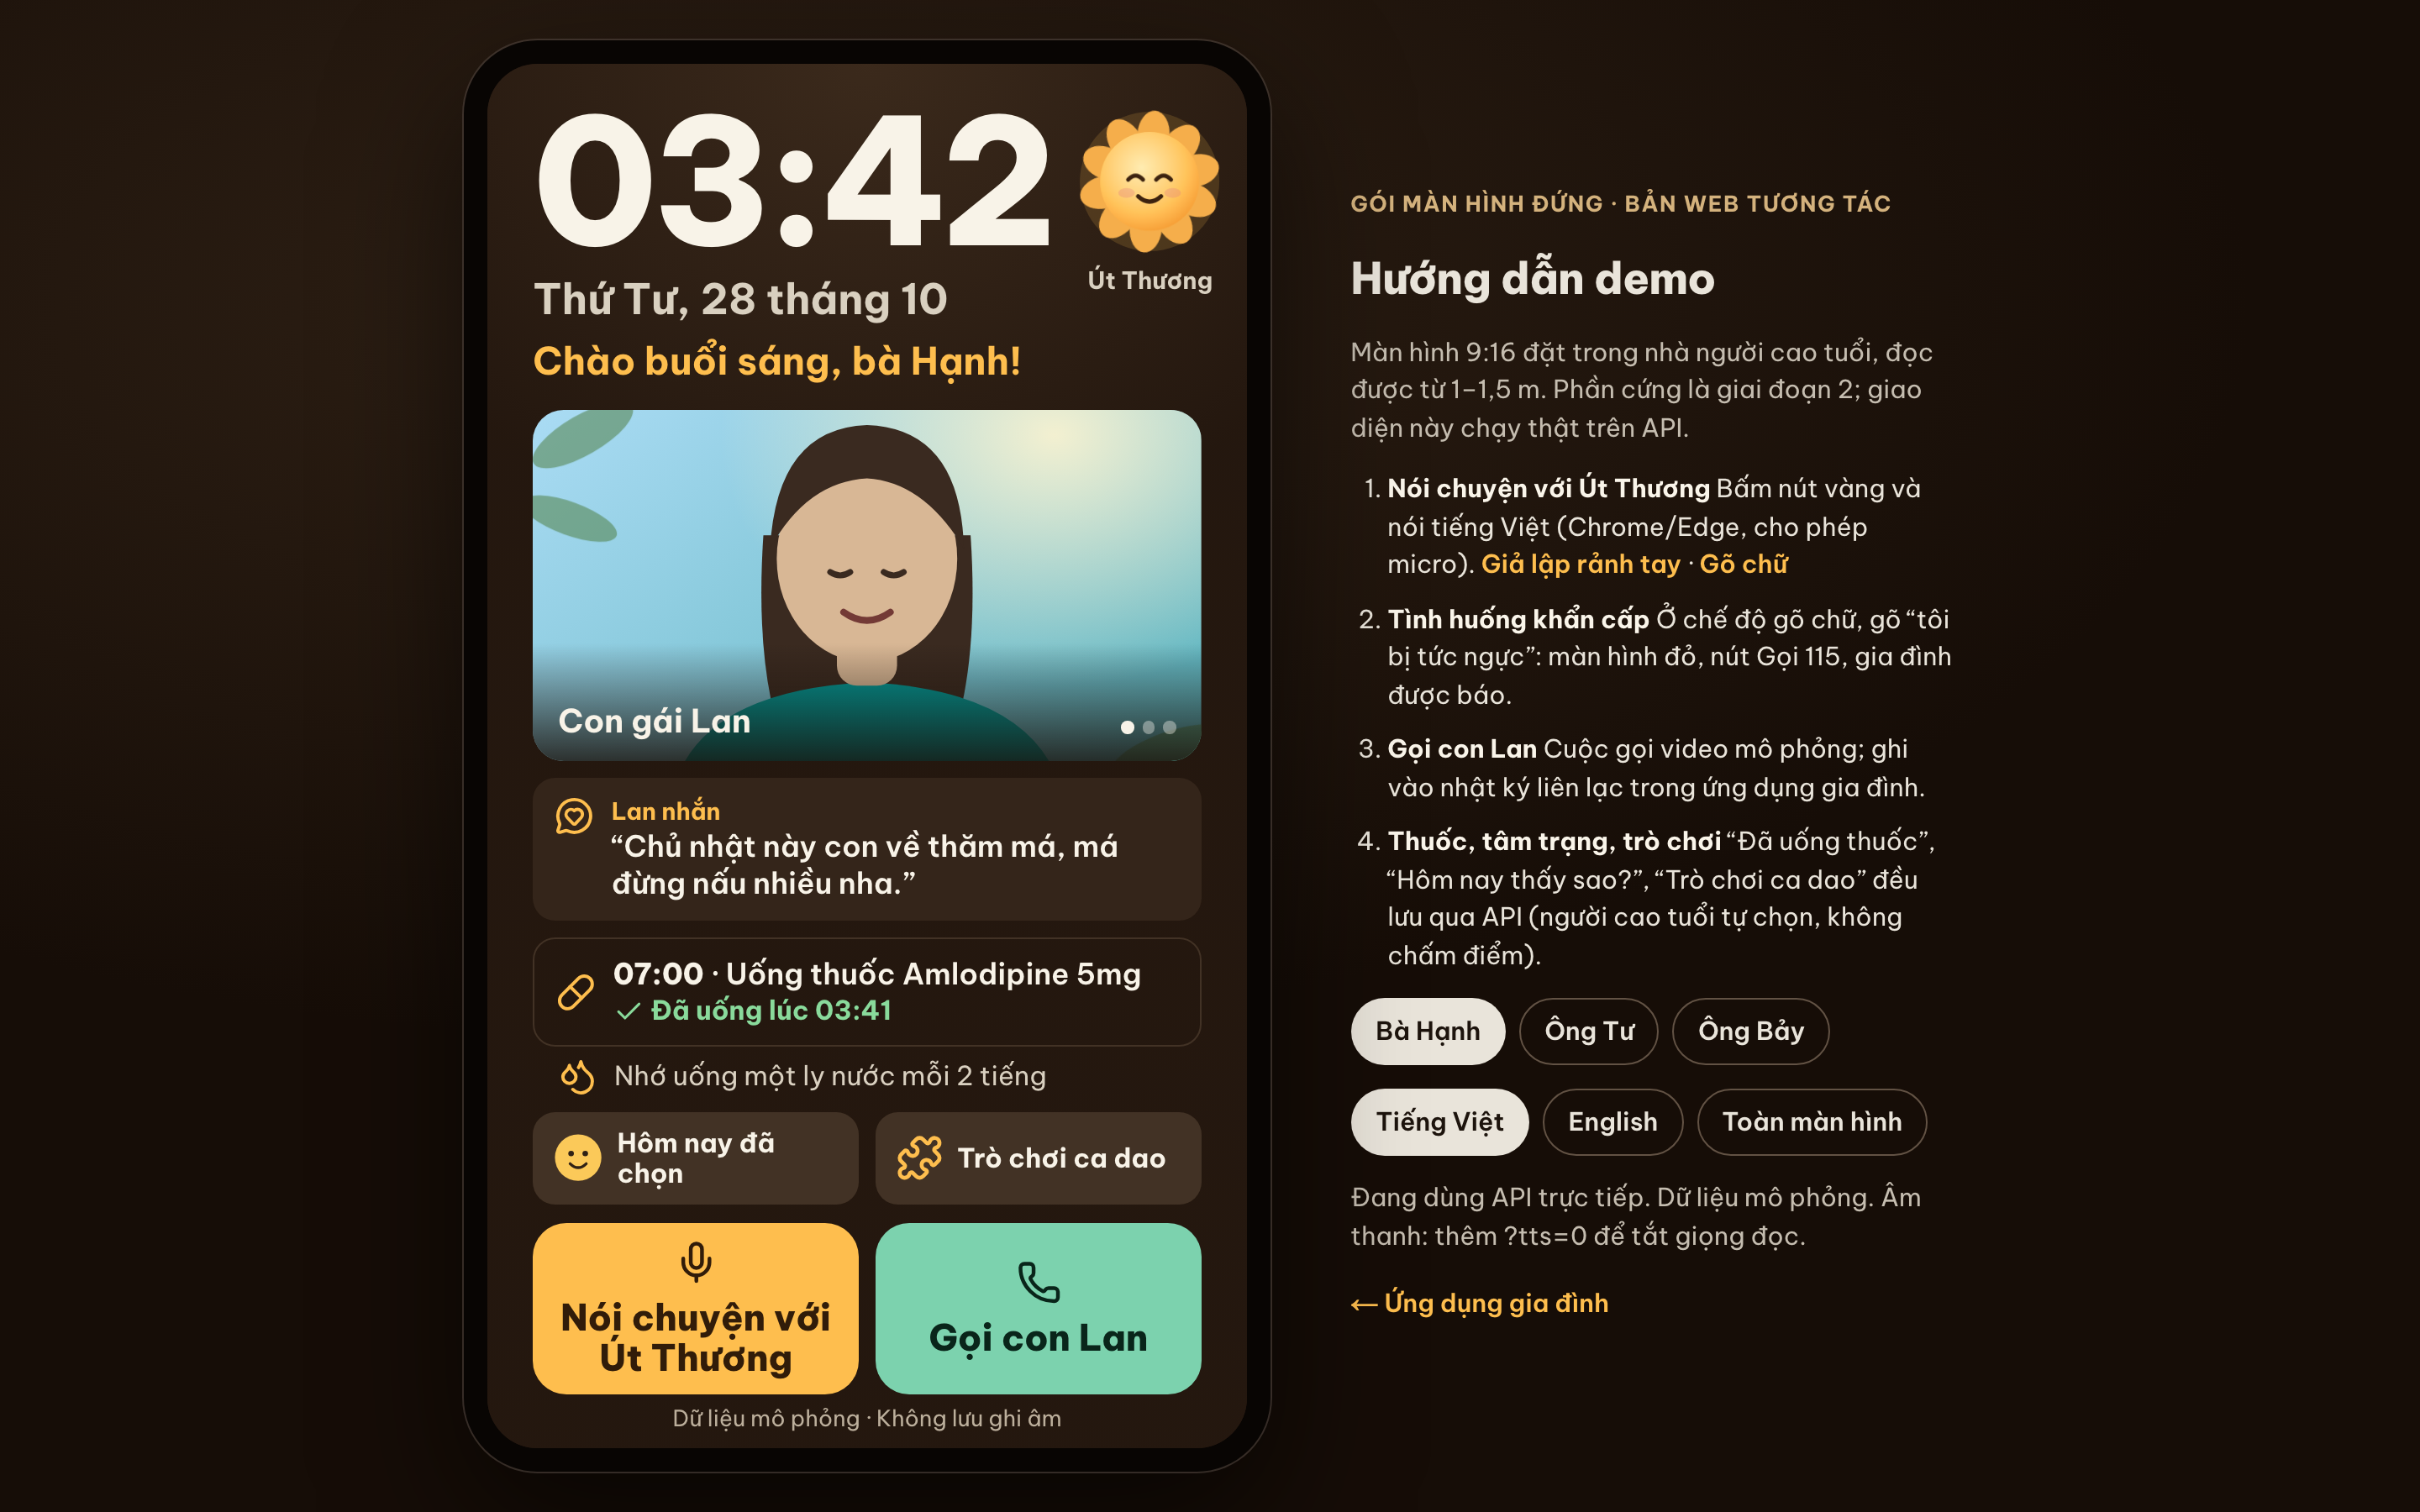 03:42
Út Thương
Thứ Tư, 28 tháng 10
Chào buổi sáng, bà Hạnh!
Con gái Lan
Lan nhắn
“Chủ nhật này con về thăm má, má
đừng nấu nhiều nha.”
07:00 · Uống thuốc Amlodipine 5mg
Đã uống lúc 03:41
Nhớ uống một ly nước mỗi 2 tiếng
Hôm nay đã
chọn
Trò chơi ca dao
Nói chuyện với
Út Thương
Gọi con Lan
Dữ liệu mô phỏng · Không lưu ghi âm
GÓI MÀN HÌNH ĐỨNG · BẢN WEB TƯƠNG TÁC
Hướng dẫn demo
Màn hình 9:16 đặt trong nhà người cao tuổi, đọc
được từ 1–1,5 m. Phần cứng là giai đoạn 2; giao
diện này chạy thật trên API.
1. Nói chuyện với Út Thương Bấm nút vàng và
nói tiếng Việt (Chrome/Edge, cho phép
micro). Giả lập rảnh tay · Gõ chữ
2. Tình huống khẩn cấp Ở chế độ gõ chữ, gõ “tôi
bị tức ngực”: màn hình đỏ, nút Gọi 115, gia đình
được báo.
3. Gọi con Lan Cuộc gọi video mô phỏng; ghi
vào nhật ký liên lạc trong ứng dụng gia đình.
4. Thuốc, tâm trạng, trò chơi “Đã uống thuốc”,
“Hôm nay thấy sao?”, “Trò chơi ca dao” đều
lưu qua API (người cao tuổi tự chọn, không
chấm điểm).
Bà Hạnh
Ông Tư
Ông Bảy
Tiếng Việt
English
Toàn màn hình
Đang dùng API trực tiếp. Dữ liệu mô phỏng. Âm
thanh: thêm ?tts=0 để tắt giọng đọc.
← Ứng dụng gia đình